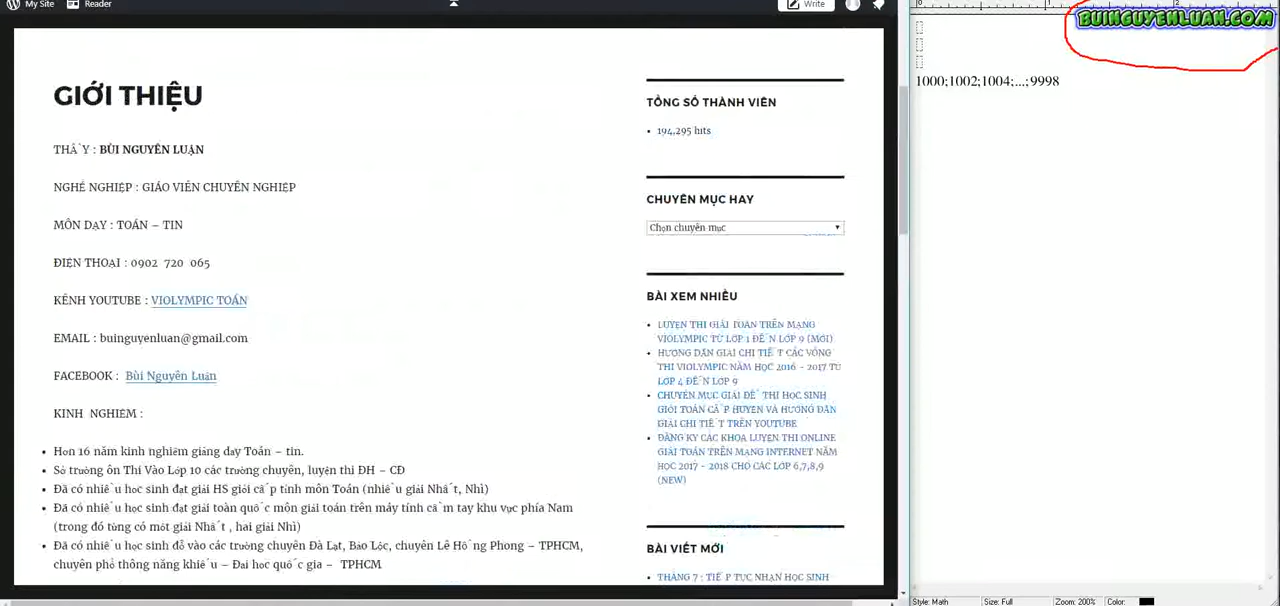 My Site
Reader
Write
GIỚI THIỆU
THẦY : BÙI NGUYÊN LUẬN
NGHỀ NGHIỆP : GIÁO VIÊN CHUYÊN NGHIỆP
MÔN DẠY : TOÁN – TIN
ĐIỆN THOẠI : 0902 720 065
KÊNH YOUTUBE : VIOLYMPIC TOÁN
EMAIL : buinguyenluan@gmail.com
FACEBOOK : Bùi Nguyên Luận
KINH NGHIỆM :
• Hơn 16 năm kinh nghiệm giảng dạy Toán – tin.
• Sở trường ôn Thi Vào Lớp 10 các trường chuyên, luyện thi ĐH – CĐ
• Đã có nhiều học sinh đạt giải HS giỏi cấp tỉnh môn Toán (nhiều giải Nhất, Nhì)
• Đã có nhiều học sinh đạt giải toàn quốc môn giải toán trên máy tính cầm tay khu vực phía Nam
(trong đó từng có một giải Nhất , hai giải Nhì)
• Đã có nhiều học sinh đỗ vào các trường chuyên Đà Lạt, Bảo Lộc, chuyên Lê Hồng Phong – TPHCM,
chuyên phổ thông năng khiếu – Đai học quốc gia – TPHCM
TỔNG SỐ THÀNH VIÊN
• 194,295 hits
CHUYÊN MỤC HAY
Chọn chuyên mục
BÀI XEM NHIỀU
• LUYỆN THI GIẢI TOÁN TRÊN MẠNG
VIOLYMPIC TỪ LỚP 1 ĐẾN LỚP 9 (MỚI)
• HƯỚNG DẪN GIẢI CHI TIẾT CÁC VÒNG
THI VIOLYMPIC NĂM HỌC 2016 - 2017 TỪ
LỚP 4 ĐẾN LỚP 9
• CHUYÊN MỤC GIẢI ĐỀ THI HỌC SINH
GIỎI TOÁN CẤP HUYỆN VÀ HƯỚNG DẪN
GIẢI CHI TIẾT TRÊN YOUTUBE
• ĐĂNG KÝ CÁC KHÓA LUYỆN THI ONLINE
GIẢI TOÁN TRÊN MẠNG INTERNET NĂM
HỌC 2017 - 2018 CHO CÁC LỚP 6,7,8,9
(NEW)
BÀI VIẾT MỚI
• THÁNG 7 : TIẾP TỤC NHẬN HỌC SINH
0 1 2
BUINGUYENLUAN.COM
1000;1002;1004;...;9998
Style: Math
Size: Full
Zoom: 200%
Color: